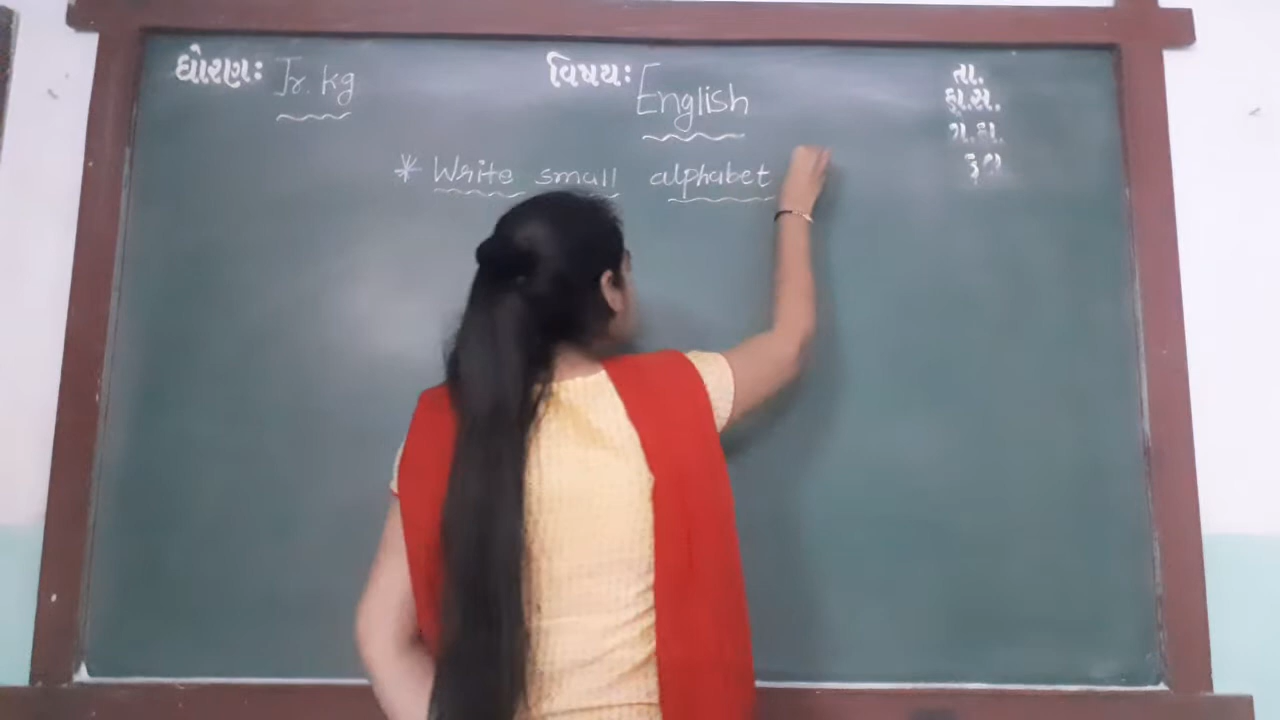 ધોરણ: Jr. kg
વિષય: English
તા.
હા.સ.
ગ.હા.
કુલ
* Write small alphabet